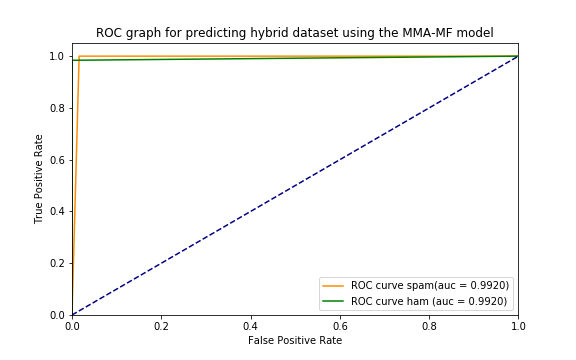 ROC graph for predicting hybrid dataset using the MMA-MF model
1.0
0.8
0.6
0.4
0.2
0.0
True Positive Rate
ROC curve spam(auc = 0.9920)
ROC curve ham (auc = 0.9920)
0.0 0.2 0.4 0.6 0.8 1.0
False Positive Rate